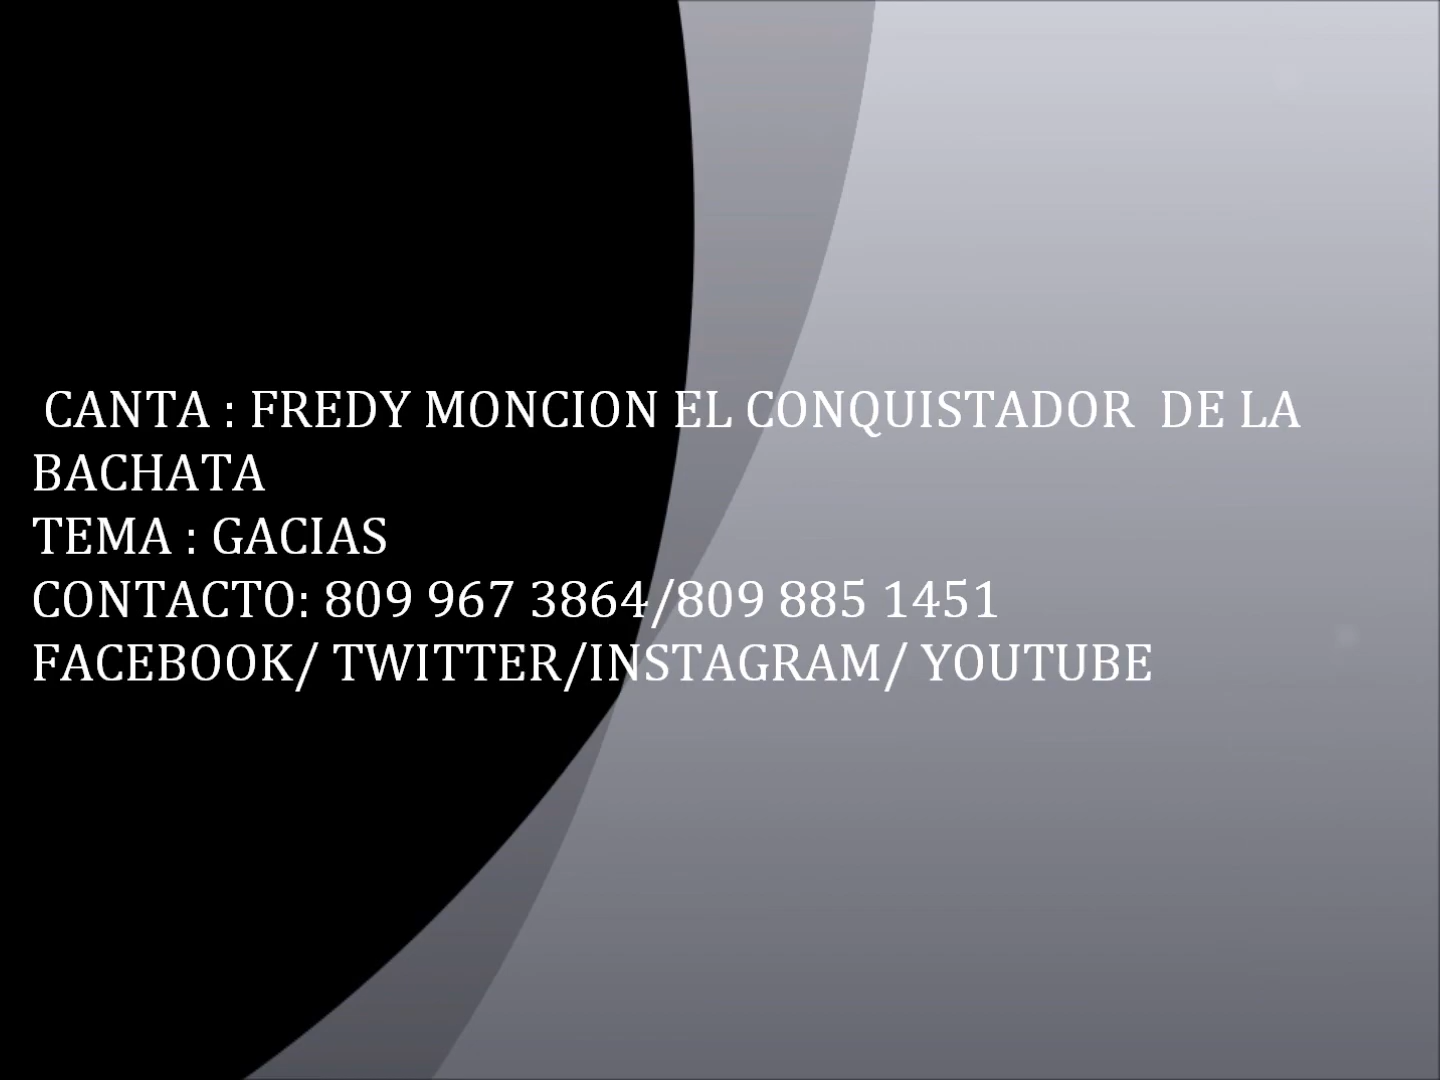 CANTA : FREDY MONCION EL CONQUISTADOR DE LA
BACHATA
TEMA : GACIAS
CONTACTO: 809 967 3864/809 885 1451
FACEBOOK/ TWITTER/INSTAGRAM/ YOUTUBE